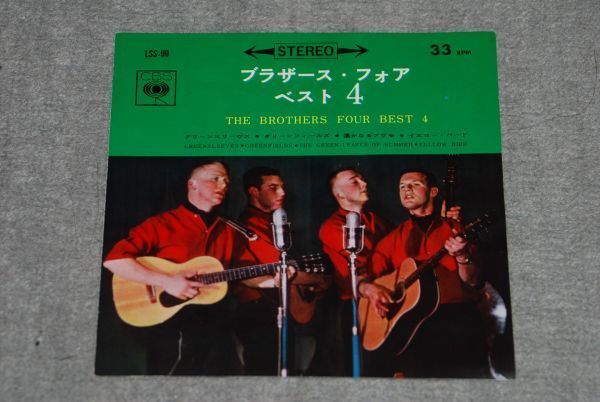 LSS・90
STEREO
33 RPM
CBS
ブラザース・フォア
ベスト 4
THE BROTHERS FOUR BEST 4
グリーンスリーヴス★グリーンフィールズ★遙かなるアラモ★イエロー・バード
GREENSLEEVES★GREENFIELDS★THE GREEN LEAVES OF SUMMER★YELLOW BIRD